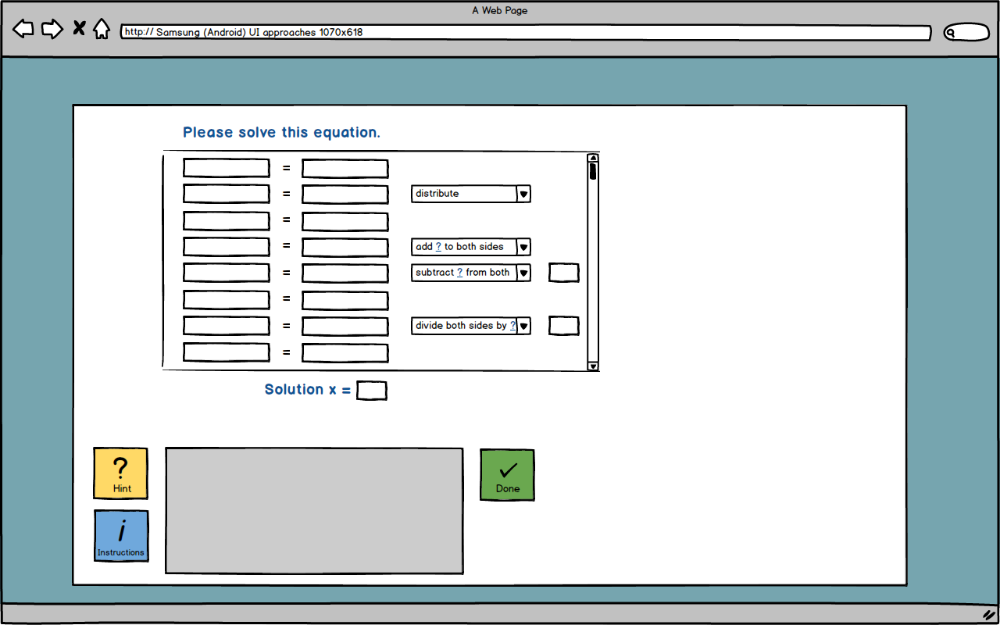 A Web Page
http:// Samsung (Android) UI approaches 1070x618
Please solve this equation.
=
= distribute
=
= add ? to both sides
= subtract ? from both
=
= divide both sides by ?
=
Solution x =
?
Hint
Done
i
Instructions